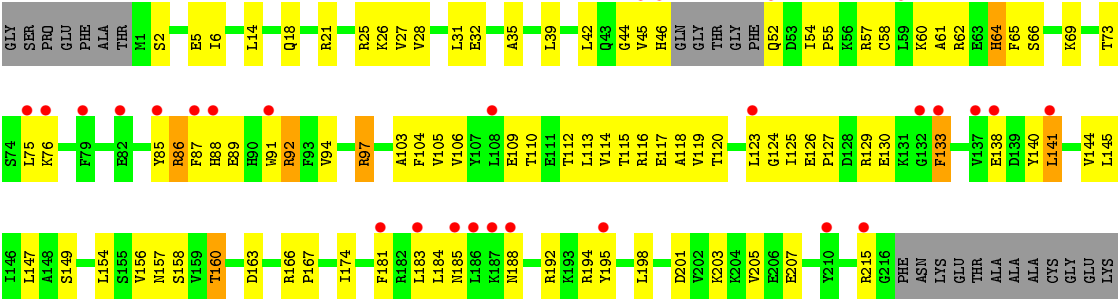 GLY SER PRO GLU PHE ALA THR M1 S2 E5 I6 L14 Q18 R21 R25 K26 V27 V28 L31 E32 A35 L39 L42 Q43 G44 V45 H46 GLN GLY THR GLY PHE Q52 D53 I54 P55 K56 R57 C58 L59 K60 A61 R62 E63 H64 F65 S66 K69 T73
S74 L75 K76 F79 E82 Y85 R86 F87 H88 E89 H90 W91 R92 F93 V94 R97 A103 F104 V105 V106 Y107 L108 E109 T110 E111 T112 L113 V114 T115 R116 E117 A118 V119 T120 L123 G124 I125 E126 P127 D128 R129 E130 K131 G132 F133 V137 E138 D139 Y140 L141 V144 L145
I146 L147 A148 S149 L154 S155 V156 N157 S158 V159 T160 D163 R166 P167 I174 F181 R182 L183 L184 N185 L186 K187 N188 R192 K193 R194 Y195 L198 D201 V202 K203 K204 V205 E206 E207 Y210 R215 G216 PHE ASN LYS GLU THR ALA ALA ALA CYS GLY GLU LYS